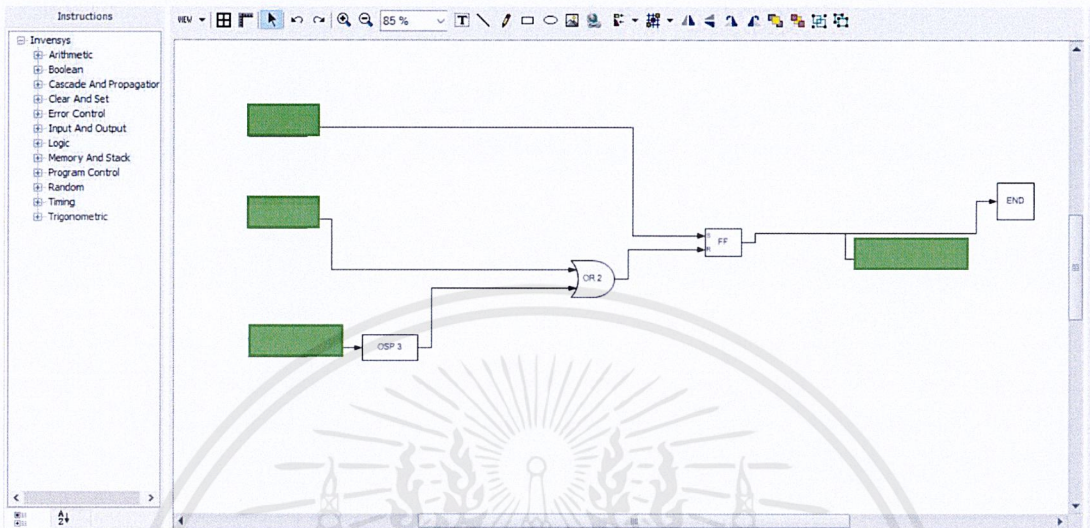 Instructions
VIEW
85 %
T
Invensys
Arithmetic
Boolean
Cascade And Propagation
Clear And Set
Error Control
Input And Output
Logic
Memory And Stack
Program Control
Random
Timing
Trigonometric
END
S
FF
R
OR 2
OSP 3
A
Z